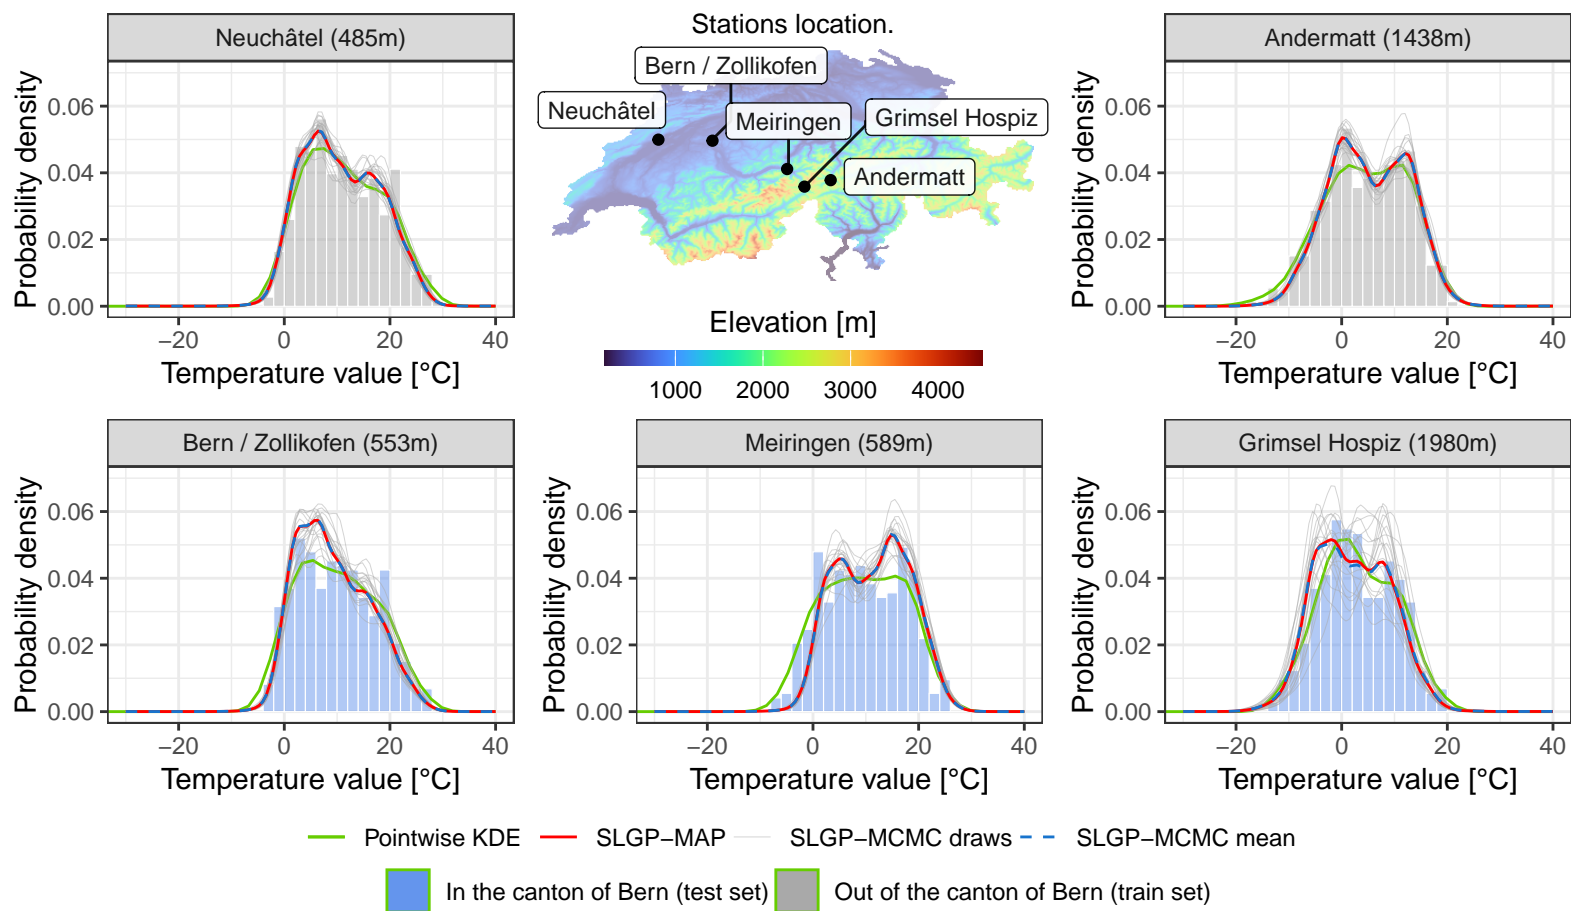 Neuchâtel (485m)
Probability density
0.06
0.04
0.02
0.00
−20
0
20
40
Temperature value [°C]
Stations location.
Bern / Zollikofen
Neuchâtel
Meiringen
Grimsel Hospiz
Andermatt
Elevation [m]
1000
2000
3000
4000
Andermatt (1438m)
Probability density
0.06
0.04
0.02
0.00
−20
0
20
40
Temperature value [°C]
Bern / Zollikofen (553m)
Probability density
0.06
0.04
0.02
0.00
−20
0
20
40
Temperature value [°C]
Meiringen (589m)
Probability density
0.06
0.04
0.02
0.00
−20
0
20
40
Temperature value [°C]
Grimsel Hospiz (1980m)
Probability density
0.06
0.04
0.02
0.00
−20
0
20
40
Temperature value [°C]
Pointwise KDE
SLGP−MAP
SLGP−MCMC draws
SLGP−MCMC mean
In the canton of Bern (test set)
Out of the canton of Bern (train set)